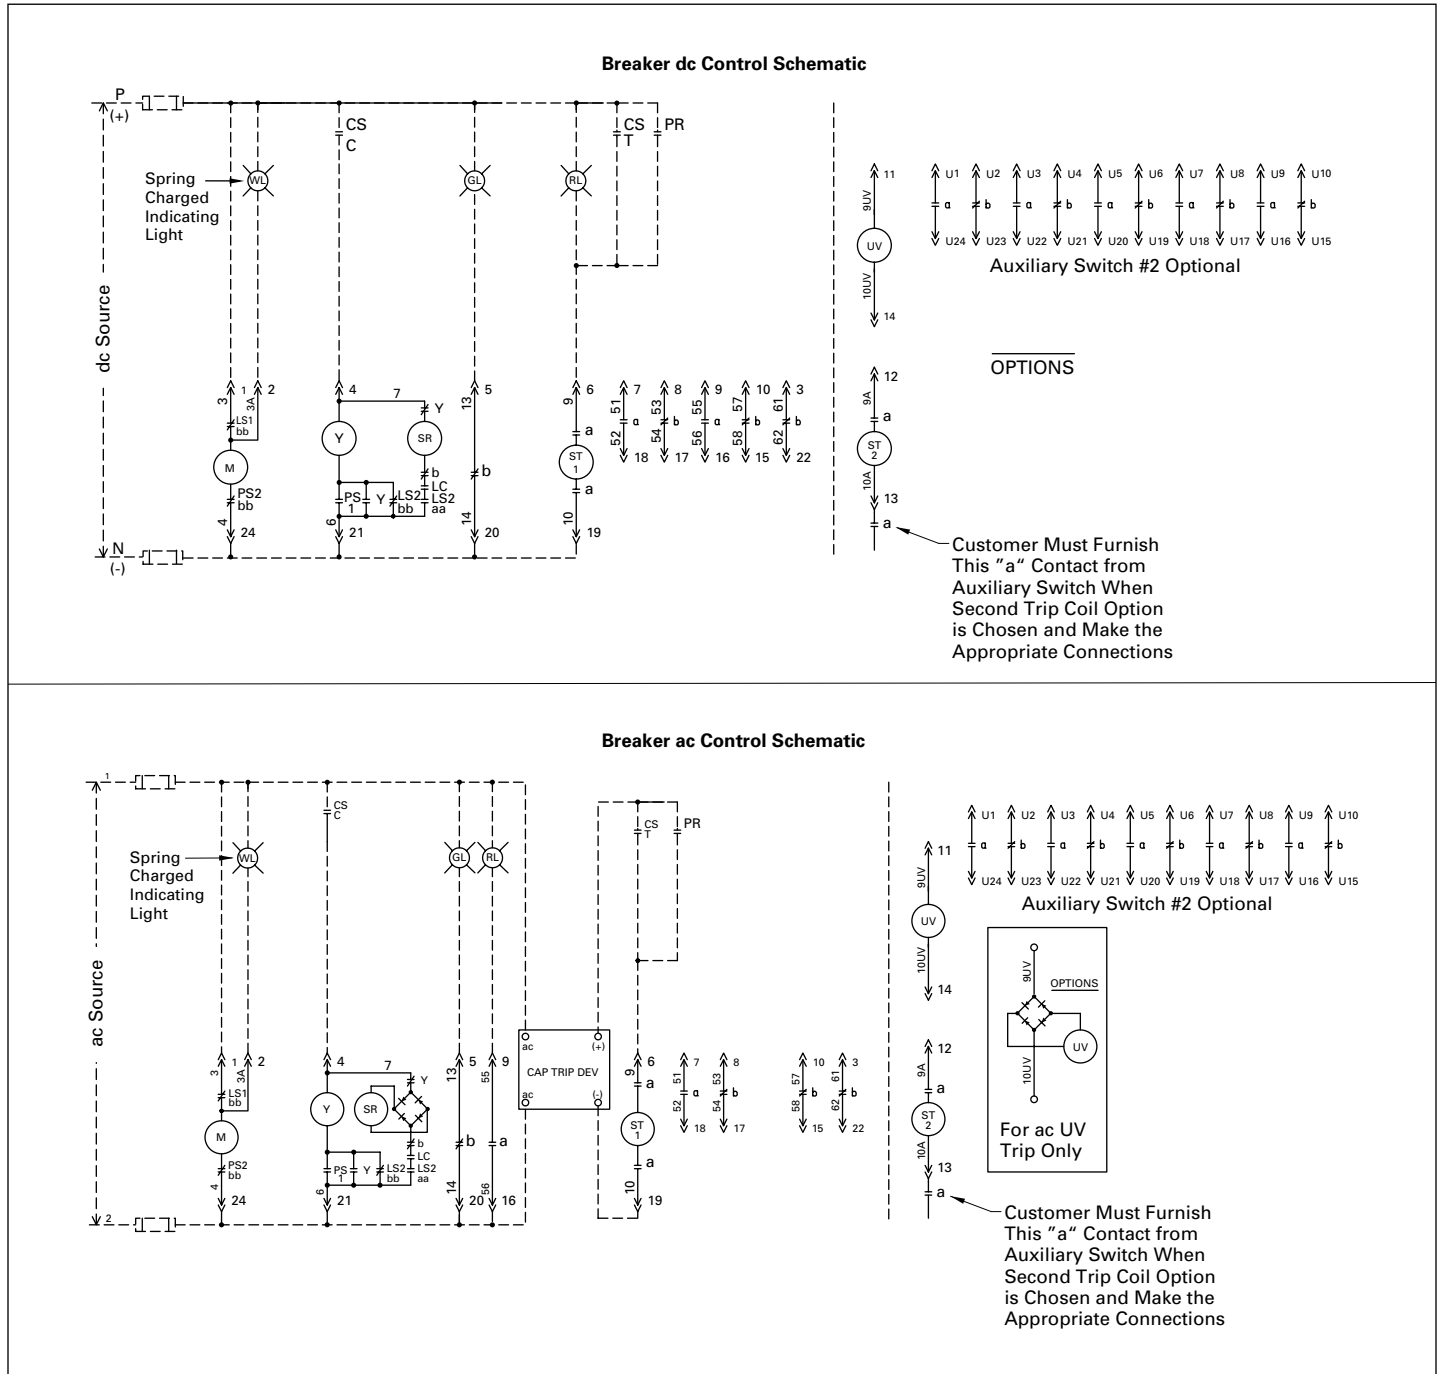 Breaker dc Control Schematic
P
(+)
CS
C
CS
T
PR
Spring
Charged
Indicating
Light
WL
GL
RL
dc Source
11
9UV
UV
10UV
14
U1 U2 U3 U4 U5 U6 U7 U8 U9 U10
a b a b a b a b a b
U24 U23 U22 U21 U20 U19 U18 U17 U16 U15
Auxiliary Switch #2 Optional
OPTIONS
1 2 4 7 5 6 7 8 9 10 3
3 3A 13 9 51 53 55 57 61
LS1
bb
Y
Y
SR
a
a b a b b
52 54 56 58 62
18 17 16 15 22
M
ST
1
b
LC
LS2
aa
b
PS2
bb
PS
1
Y
LS2
bb
a
4 6 14 10
24 21 20 19
N
(-)
12
9A
a
ST
2
10A
13
a
Customer Must Furnish
This "a“ Contact from
Auxiliary Switch When
Second Trip Coil Option
is Chosen and Make the
Appropriate Connections
Breaker ac Control Schematic
1
CS
C
CS
T
PR
Spring
Charged
Indicating
Light
WL
GL
RL
ac Source
11
9UV
UV
10UV
14
U1 U2 U3 U4 U5 U6 U7 U8 U9 U10
a b a b a b a b a b
U24 U23 U22 U21 U20 U19 U18 U17 U16 U15
Auxiliary Switch #2 Optional
9UV
OPTIONS
UV
10UV
For ac UV
Trip Only
1 2 4 7 5 9
3 3A 13 55
ac (+)
CAP TRIP DEV
ac (-)
6 7 8 10 3
9 51 53 57 61
a
a b b b
52 54 58 62
18 17 15 22
LS1
bb
Y
Y
SR
M
ST
1
b
LC
LS2
aa
b
a
PS2
bb
PS
1
Y
LS2
bb
a
4 6 14 56 10
24 21 20 16 19
2
12
9A
a
ST
2
10A
13
a
Customer Must Furnish
This "a“ Contact from
Auxiliary Switch When
Second Trip Coil Option
is Chosen and Make the
Appropriate Connections